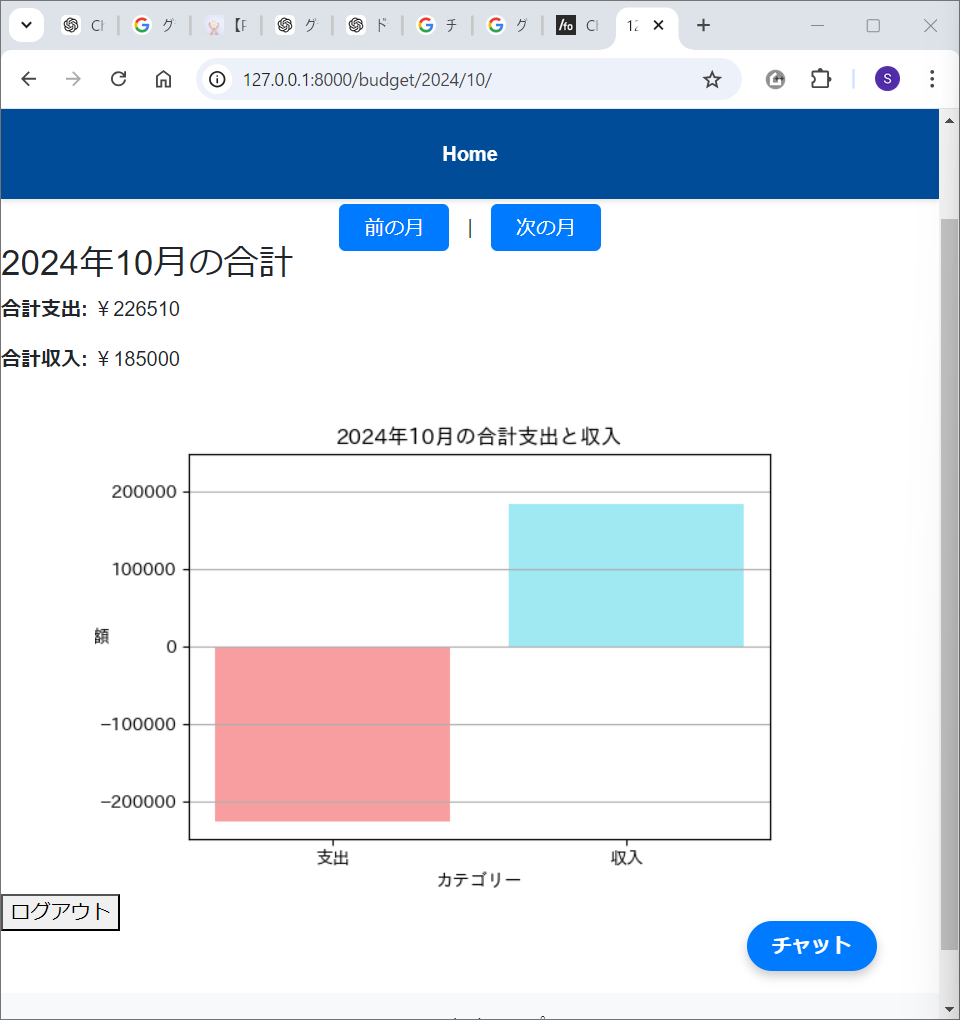 Cl グ 【F グ ド チ グ /fo Cl 12
127.0.0.1:8000/budget/2024/10/ S
Home
前の月 | 次の月
2024年10月の合計
合計支出: ¥226510
合計収入: ¥185000
2024年10月の合計支出と収入
200000
100000
額
0
−100000
−200000
支出 収入
カテゴリー
ログアウト
チャット